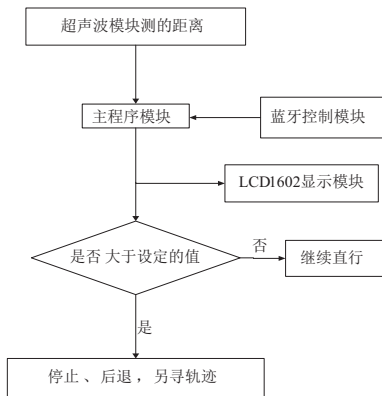 超声波模块测的距离
主程序模块
蓝牙控制模块
LCD1602显示模块
是否 大于设定的值
否
继续直行
是
停止 、后退 ，另寻轨迹